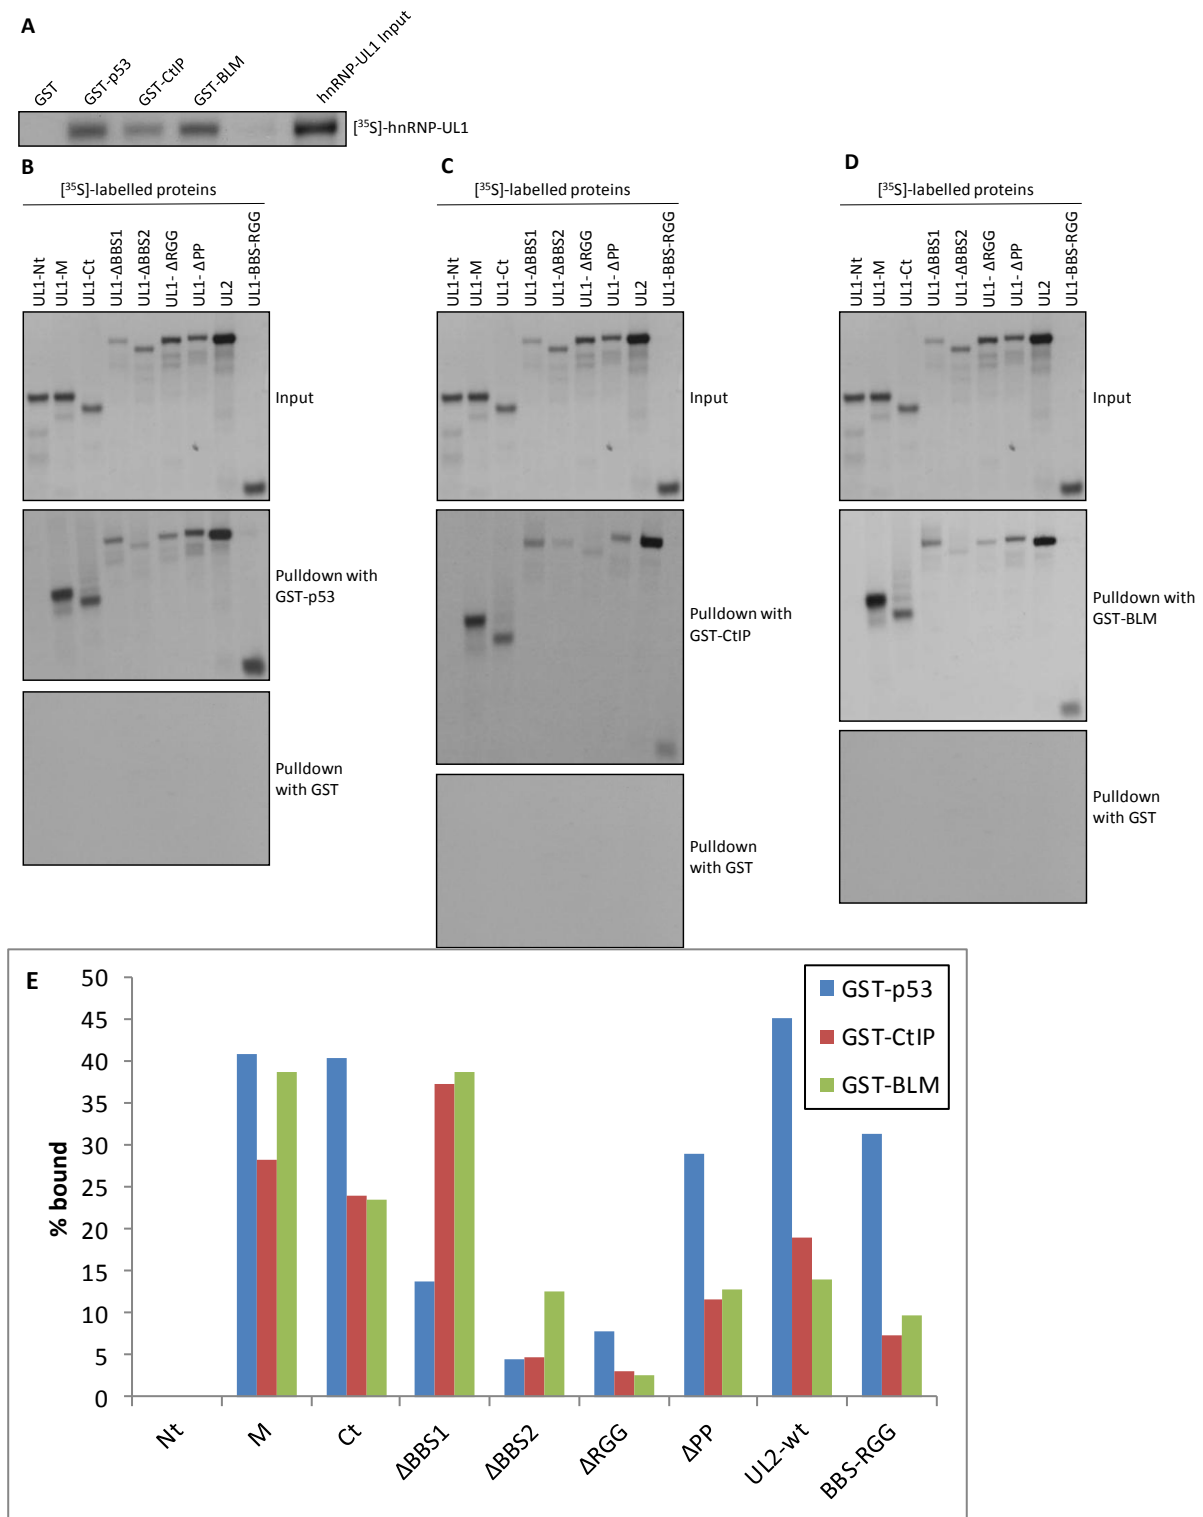 A
GST
GST-p53
GST-CtIP
GST-BLM
hnRNP-UL1 Input
[³⁵S]-hnRNP-UL1
B
[³⁵S]-labelled proteins
UL1-Nt
UL1-M
UL1-Ct
UL1-ΔBBS1
UL1-ΔBBS2
UL1- ΔRGG
UL1- ΔPP
UL2
UL1-BBS-RGG
Input
Pulldown with
GST-p53
Pulldown
with GST
C
[³⁵S]-labelled proteins
UL1-Nt
UL1-M
UL1-Ct
UL1-ΔBBS1
UL1-ΔBBS2
UL1- ΔRGG
UL1- ΔPP
UL2
UL1-BBS-RGG
Input
Pulldown with
GST-CtIP
Pulldown
with GST
D
[³⁵S]-labelled proteins
UL1-Nt
UL1-M
UL1-Ct
UL1-ΔBBS1
UL1-ΔBBS2
UL1- ΔRGG
UL1- ΔPP
UL2
UL1-BBS-RGG
Input
Pulldown with
GST-BLM
Pulldown
with GST
E
% bound
50
45
40
35
30
25
20
15
10
5
0
GST-p53
GST-CtIP
GST-BLM
Nt
M
Ct
ΔBBS1
ΔBBS2
ΔRGG
ΔPP
UL2-wt
BBS-RGG